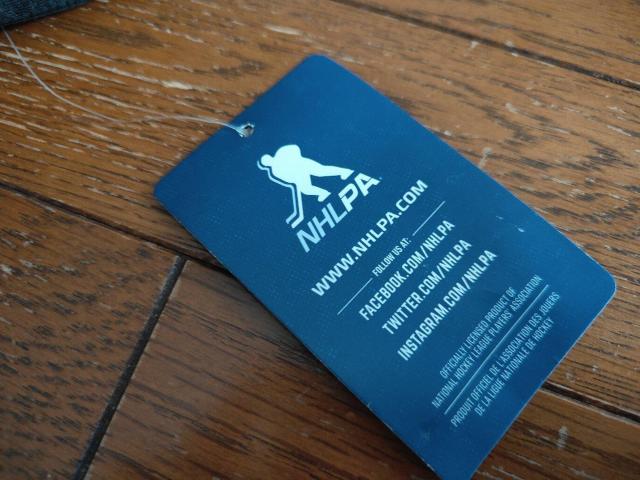 NHLPA
WWW.NHLPA.COM
FOLLOW US AT:
FACEBOOK.COM/NHLPA
TWITTER.COM/NHLPA
INSTAGRAM.COM/NHLPA
OFFICIALLY LICENSED PRODUCT OF
NATIONAL HOCKEY LEAGUE PLAYERS' ASSOCIATION
PRODUIT OFFICIEL DE L'ASSOCIATION DES JOUERS
DE LA LIGUE NATIONALE DE HOCKEY